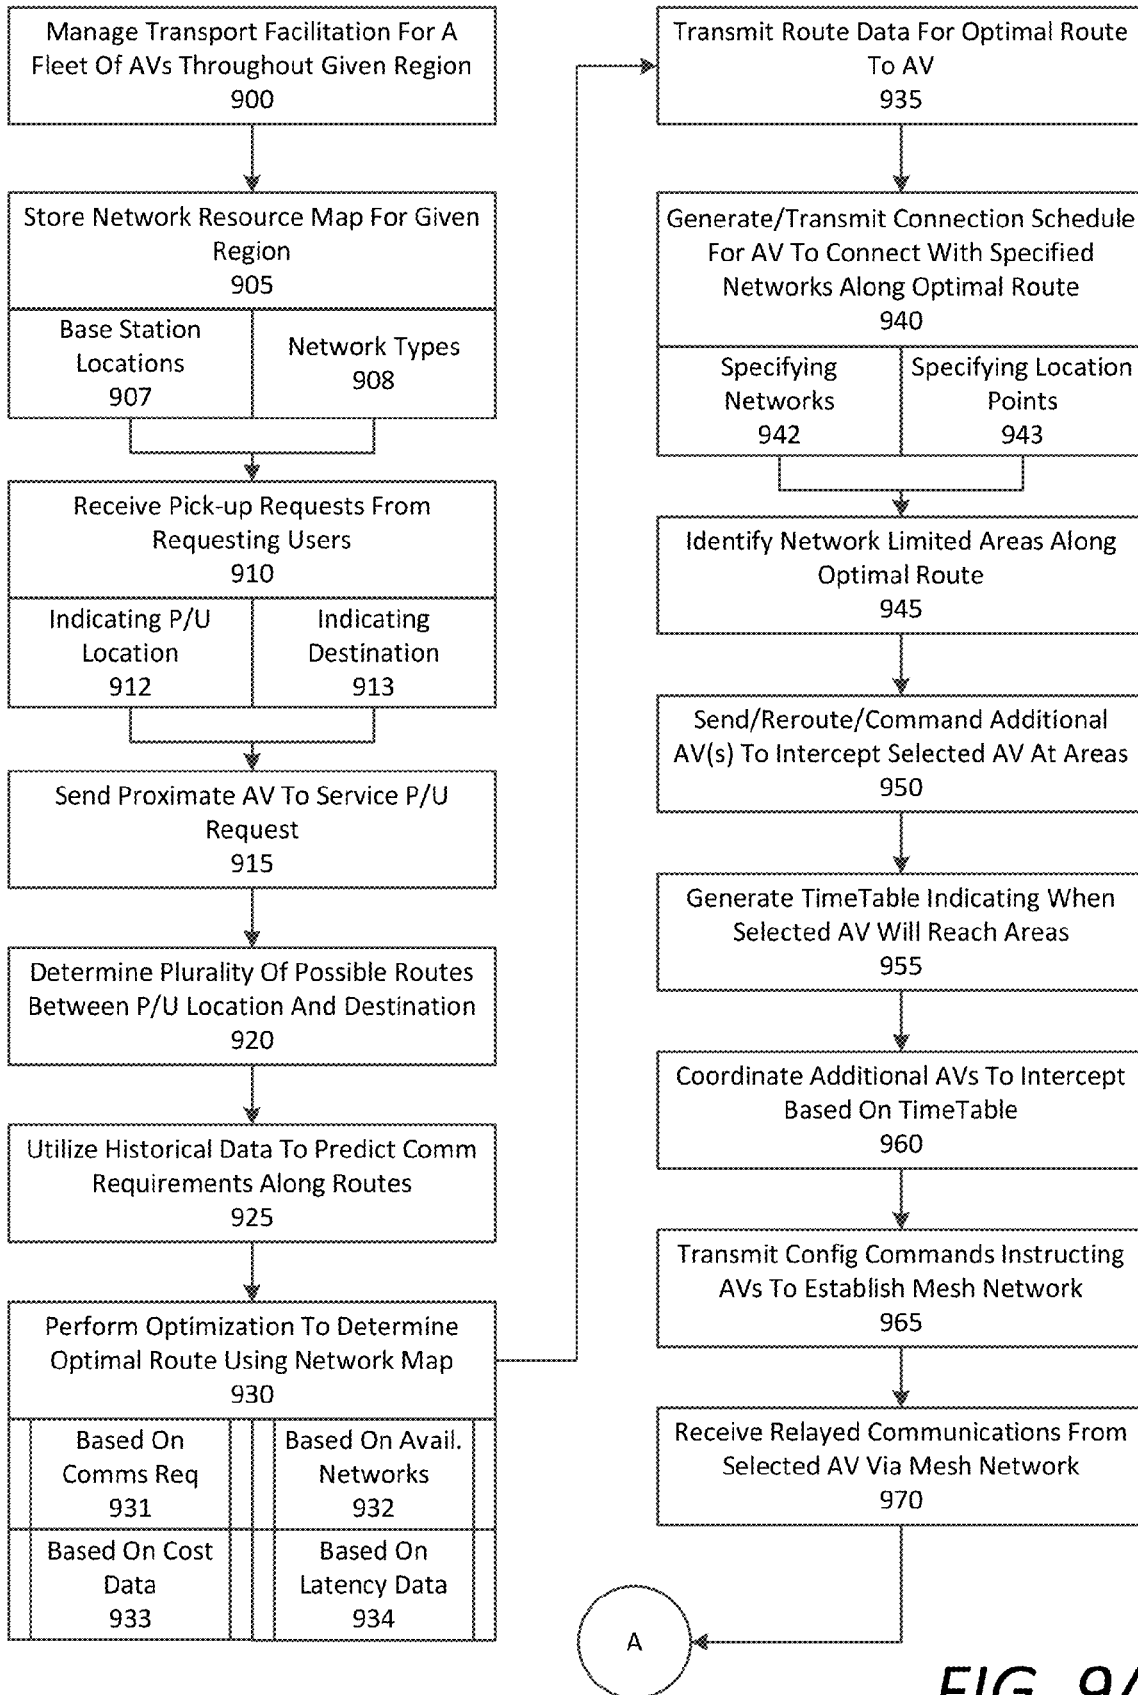 Manage Transport Facilitation For A
Fleet Of AVs Throughout Given Region
900
Store Network Resource Map For Given
Region
905
Base Station
Locations
907
Network Types
908
Receive Pick-up Requests From
Requesting Users
910
Indicating P/U
Location
912
Indicating
Destination
913
Send Proximate AV To Service P/U
Request
915
Determine Plurality Of Possible Routes
Between P/U Location And Destination
920
Utilize Historical Data To Predict Comm
Requirements Along Routes
925
Perform Optimization To Determine
Optimal Route Using Network Map
930
Based On
Comms Req
931
Based On Avail.
Networks
932
Based On Cost
Data
933
Based On
Latency Data
934
Transmit Route Data For Optimal Route
To AV
935
Generate/Transmit Connection Schedule
For AV To Connect With Specified
Networks Along Optimal Route
940
Specifying
Networks
942
Specifying Location
Points
943
Identify Network Limited Areas Along
Optimal Route
945
Send/Reroute/Command Additional
AV(s) To Intercept Selected AV At Areas
950
Generate TimeTable Indicating When
Selected AV Will Reach Areas
955
Coordinate Additional AVs To Intercept
Based On TimeTable
960
Transmit Config Commands Instructing
AVs To Establish Mesh Network
965
Receive Relayed Communications From
Selected AV Via Mesh Network
970
A
FIG. 9A